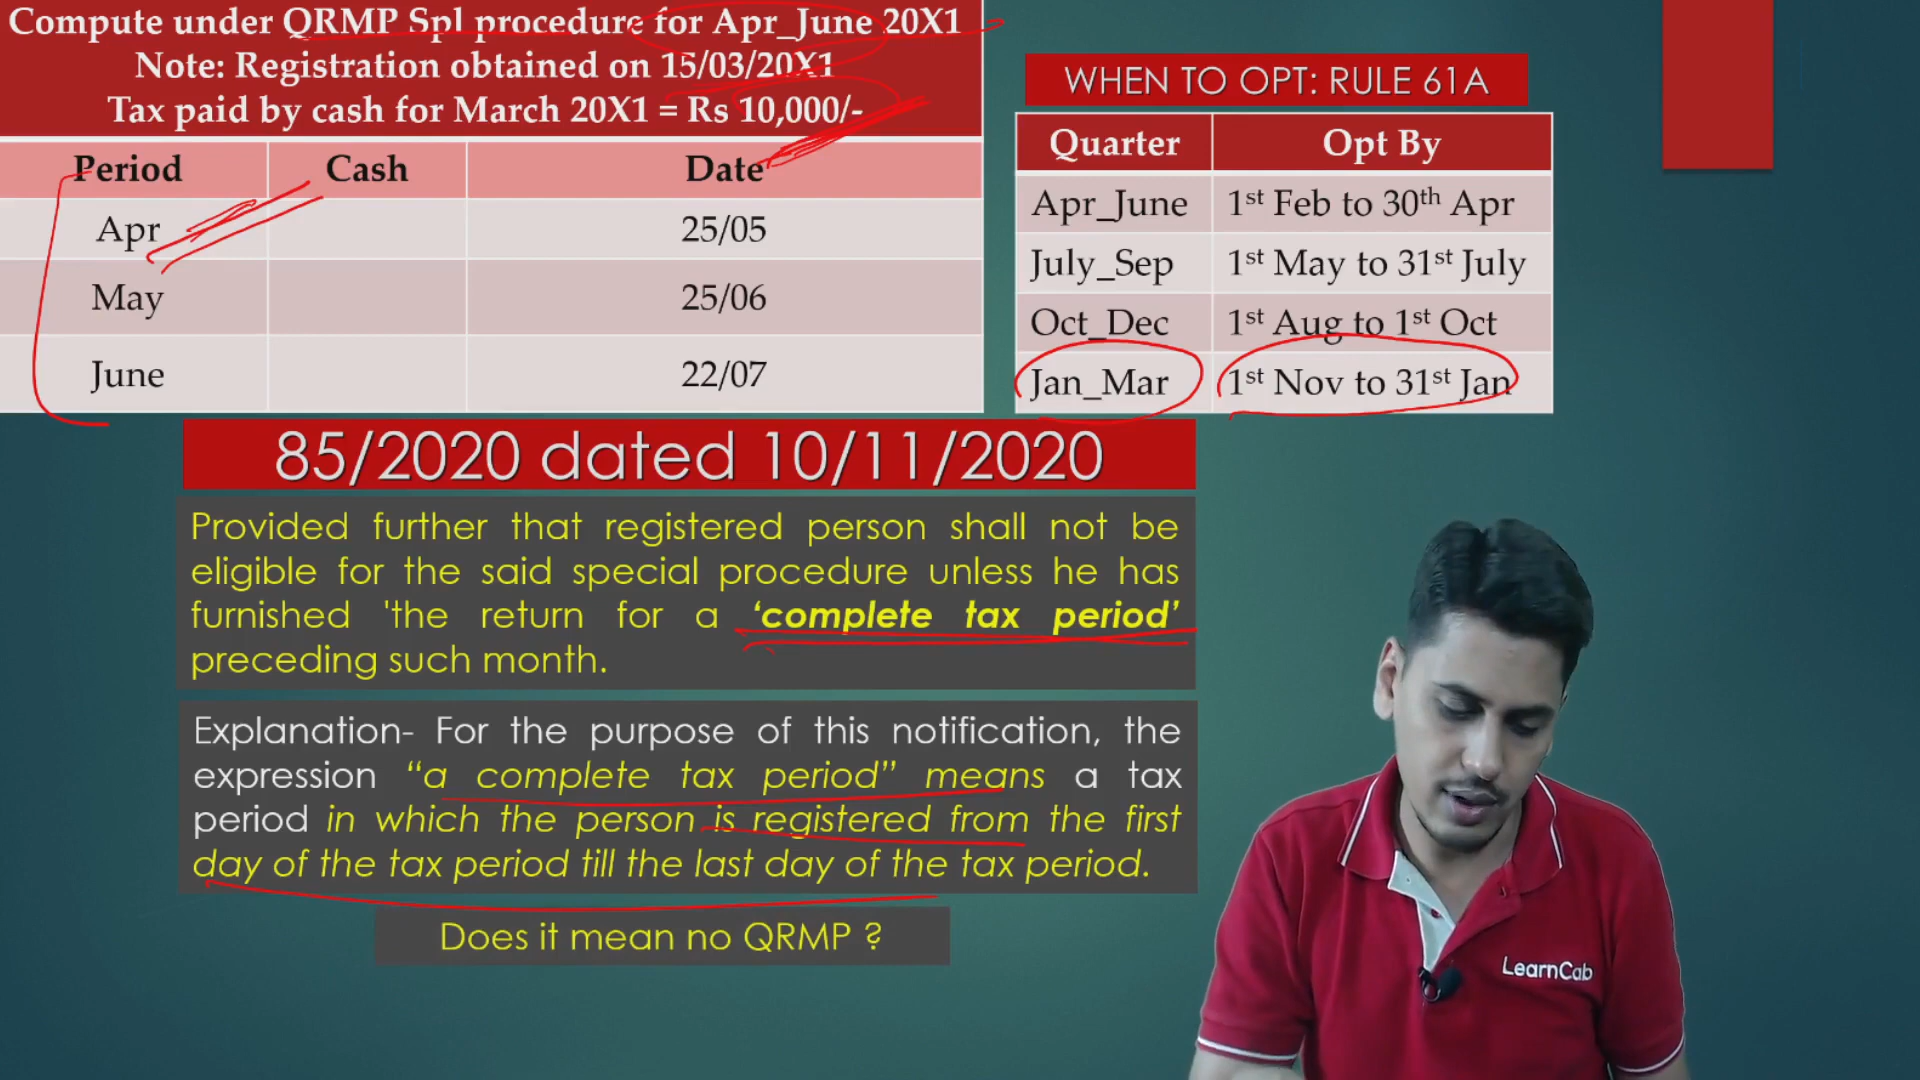 Compute under QRMP Spl procedure for Apr_June 20X1
Note: Registration obtained on 15/03/20X1
Tax paid by cash for March 20X1 = Rs 10,000/-
Period Cash Date
Apr 25/05
May 25/06
June 22/07
WHEN TO OPT: RULE 61A
Quarter Opt By
Apr_June 1st Feb to 30th Apr
July_Sep 1st May to 31st July
Oct_Dec 1st Aug to 1st Oct
Jan_Mar 1st Nov to 31st Jan
85/2020 dated 10/11/2020
Provided further that registered person shall not be
eligible for the said special procedure unless he has
furnished 'the return for a ‘complete tax period’
preceding such month.
Explanation- For the purpose of this notification, the
expression “a complete tax period” means a tax
period in which the person is registered from the first
day of the tax period till the last day of the tax period.
Does it mean no QRMP ?
LearnCab